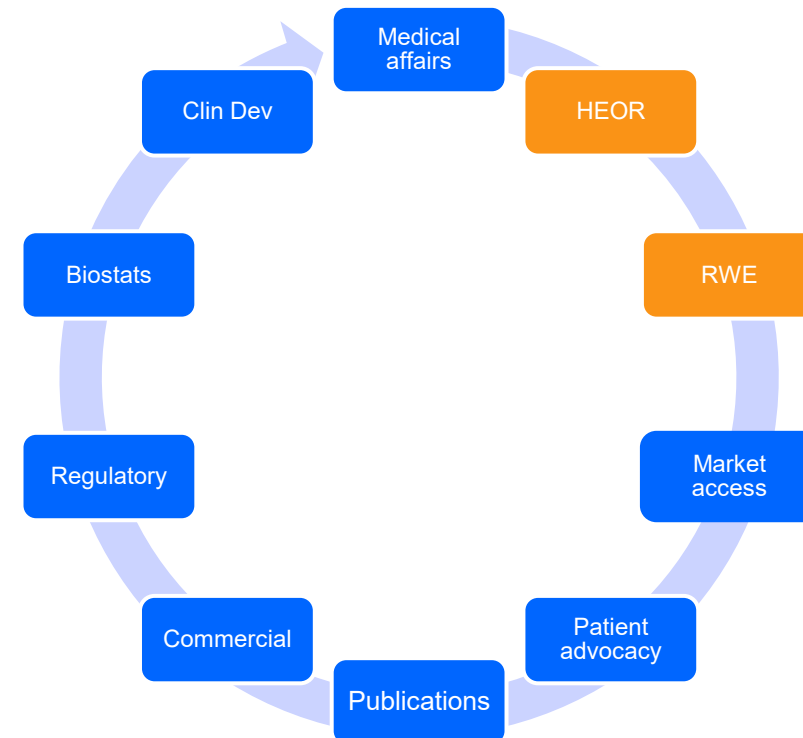 Medical
affairs
HEOR
RWE
Market
access
Patient
advocacy
Publications
Commercial
Regulatory
Biostats
Clin Dev